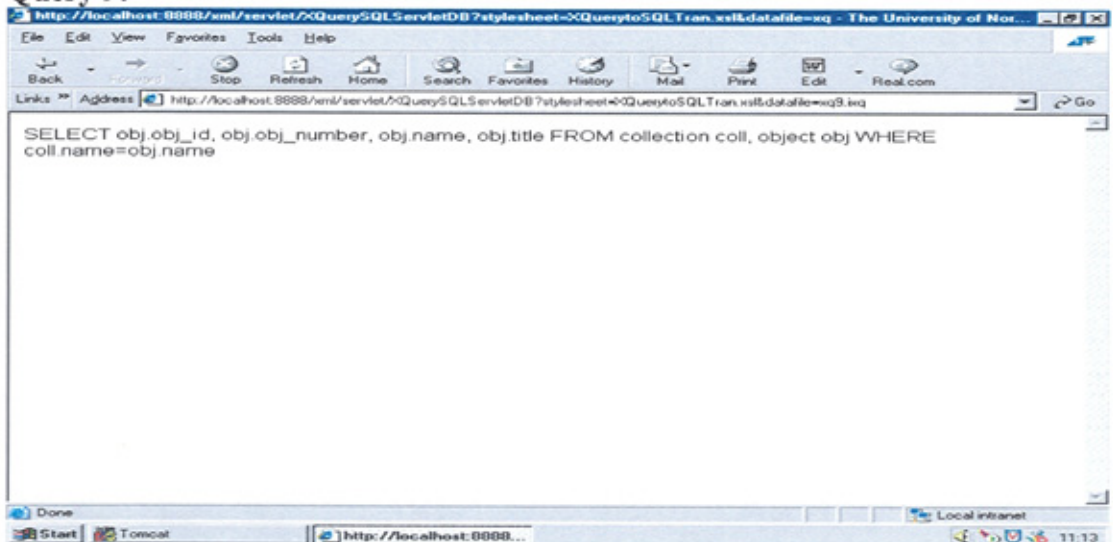 http://localhost:8888/xml/servlet/XQuerySQLServletDB?stylesheet=XQuerytoSQLTran.xsl&datafile=xq - The University of Nor...
File Edit View Favorites Tools Help
Back Forward Stop Refresh Home Search Favorites History Mail Print Edit Real.com
Links » Address http://localhost:8888/xml/servlet/XQuerySQLServletDB?stylesheet=XQuerytoSQLTran.xsl&datafile=xq9.ixq Go
SELECT obj.obj_id, obj.obj_number, obj.name, obj.title FROM collection coll, object obj WHERE
coll.name=obj.name
Done Local intranet
Start Tomcat http://localhost:8888... 11:13